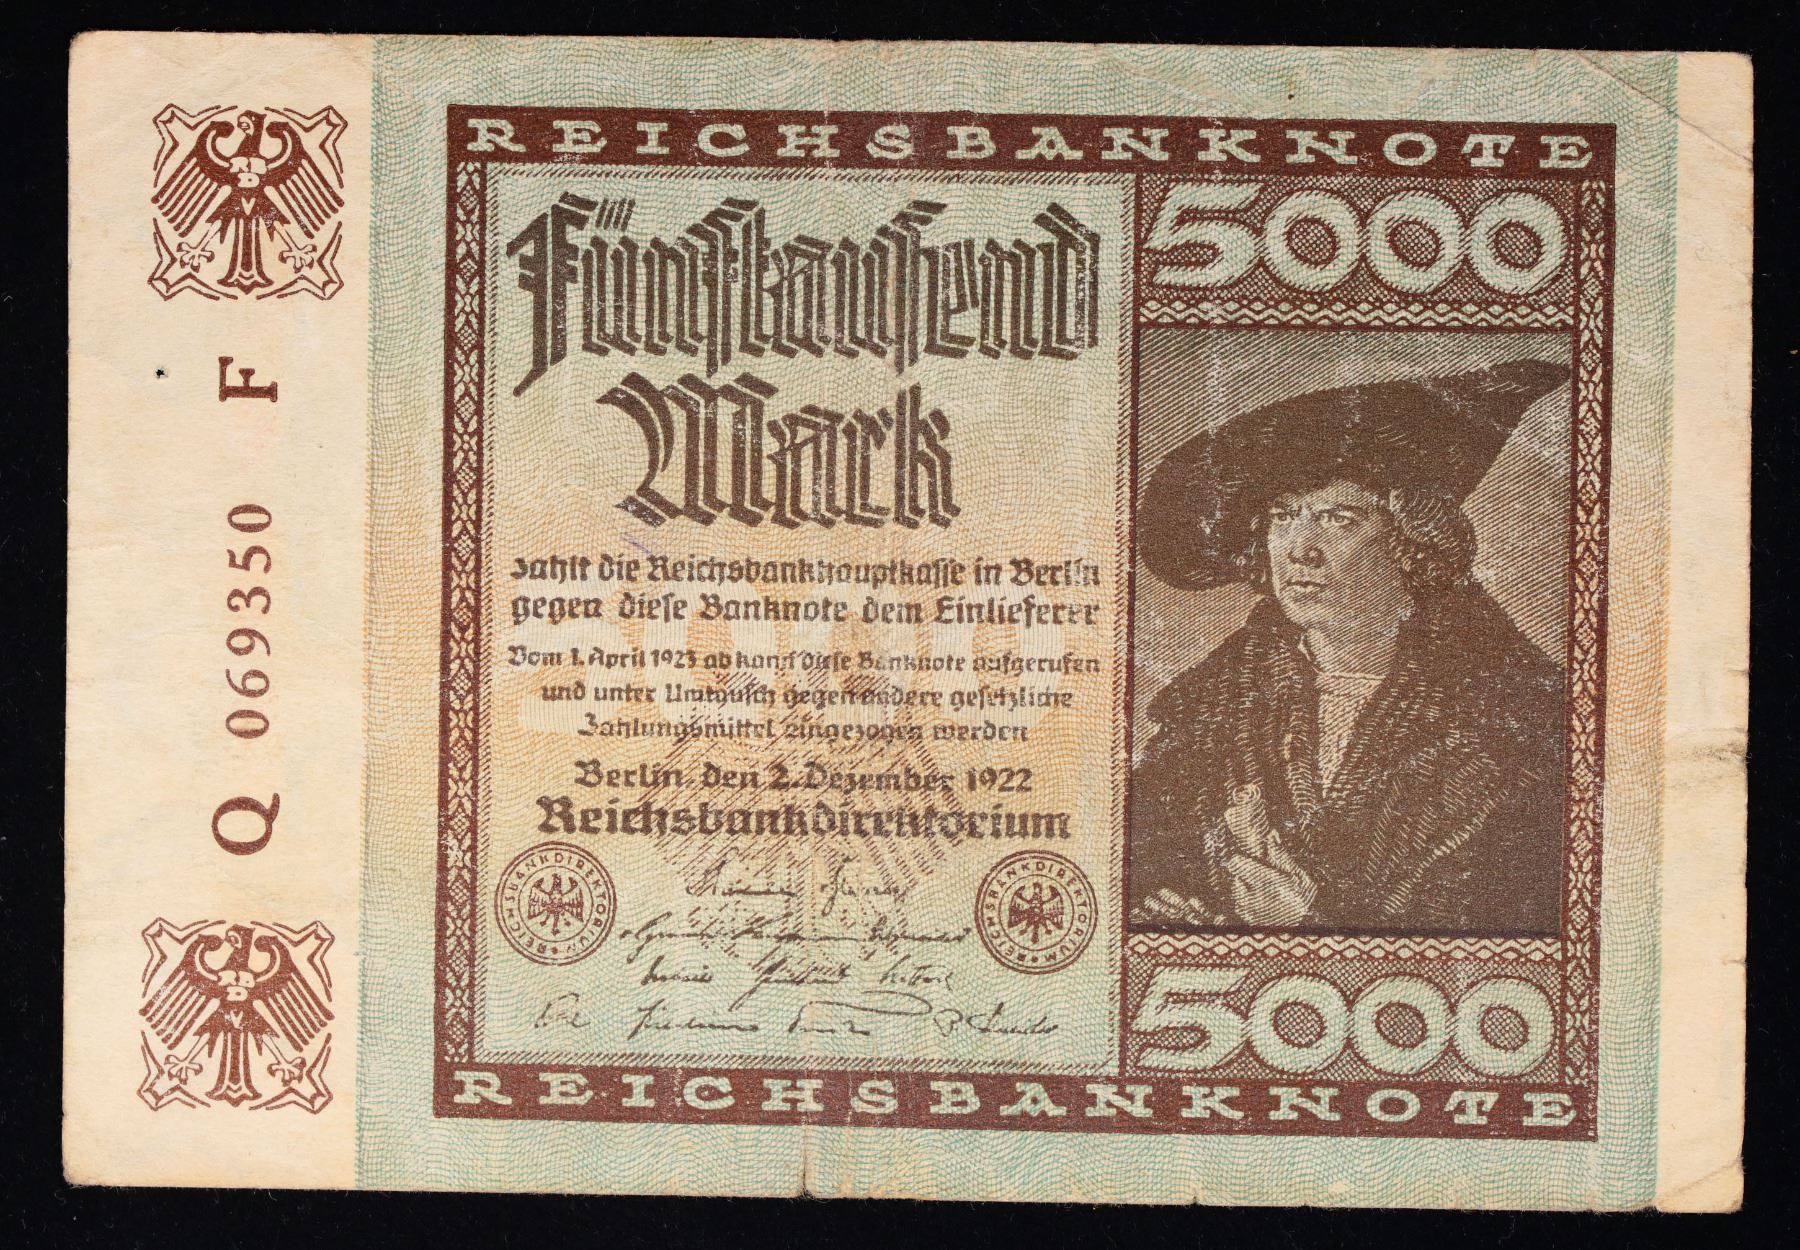 REICHSBANKNOTE
5000
Fünftausend
Mark
zahlt die Reichsbankhauptkasse in Berlin
gegen diese Banknote dem Einlieferer
Vom 1. April 1923 ab kann diese Banknote aufgerufen
und unter Umtausch gegen andere gesetzliche
Zahlungsmittel eingezogen werden
Berlin, den 2. Dezember 1922
Reichsbankdirektorium
REICHSBANKDIREKTORIUM
REICHSBANKDIREKTORIUM
5000
REICHSBANKNOTE
Q 069350 F